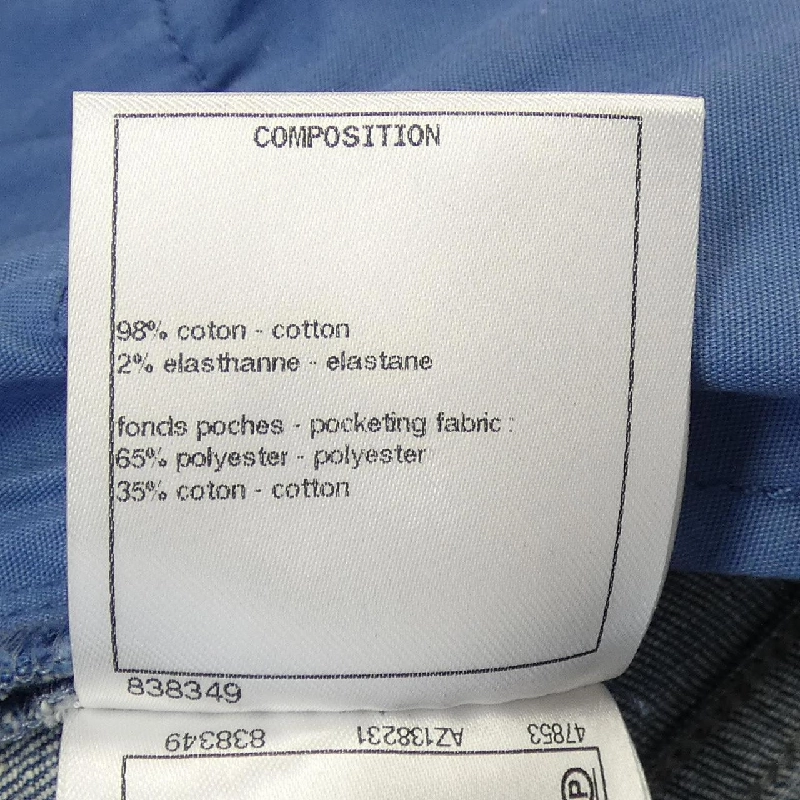 COMPOSITION
98% coton - cotton
2% elasthanne - elastane
fonds poches - pocketing fabric :
65% polyester - polyester
35% coton - cotton
838349
47853 AZ138231 838349
P